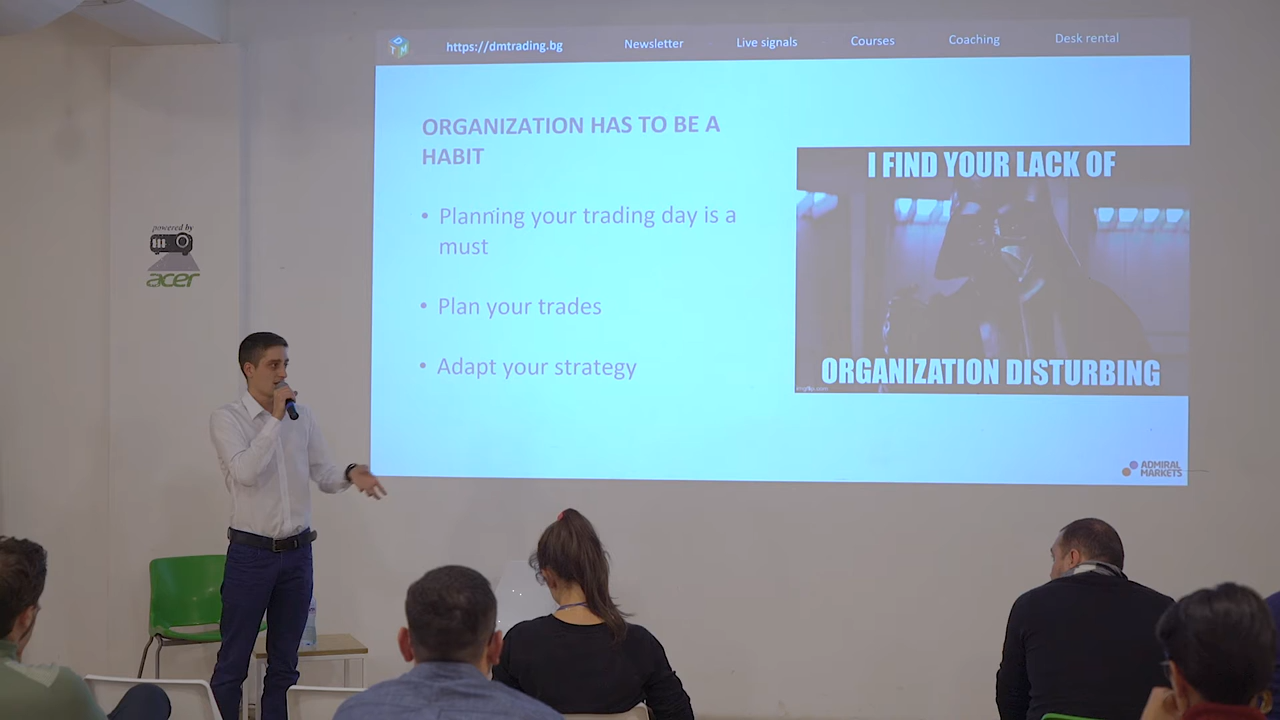 https://dmtrading.bg Newsletter Live signals Courses Coaching Desk rental
ORGANIZATION HAS TO BE A
HABIT
• Planning your trading day is a
must
• Plan your trades
• Adapt your strategy
I FIND YOUR LACK OF
ORGANIZATION DISTURBING
imgflip.com
ADMIRAL
MARKETS
powered by
acer